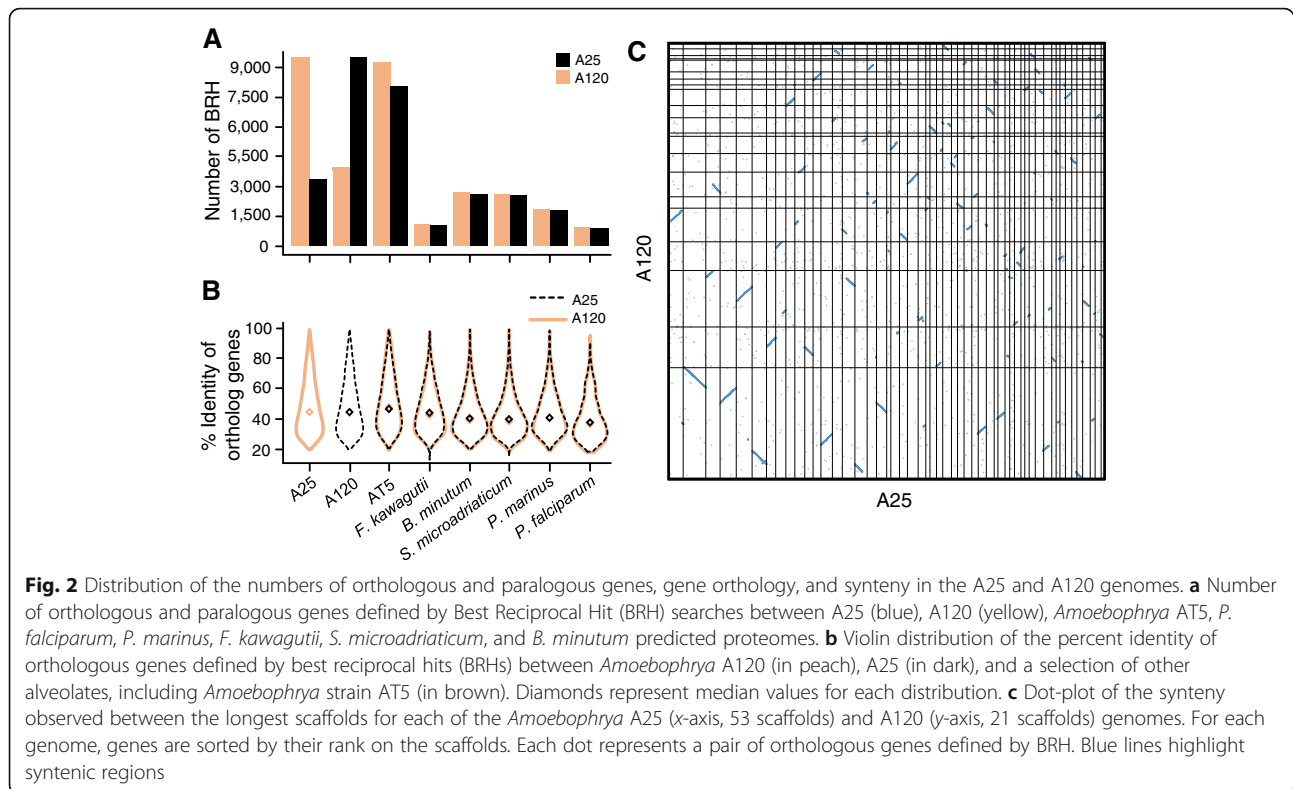 A
Number of BRH
9,000
7,500
6,000
5,500
3,000
1,500
0
A25
A120
B
% Identity of
ortholog genes
100
80
60
40
20
A25
A120
A25
A120
AT5
F. kawagutii
B. minutum
S. microadriaticum
P. marinus
P. falciparum
C
A120
A25
Fig. 2 Distribution of the numbers of orthologous and paralogous genes, gene orthology, and synteny in the A25 and A120 genomes. a Number
of orthologous and paralogous genes defined by Best Reciprocal Hit (BRH) searches between A25 (blue), A120 (yellow), Amoebophrya AT5, P.
falciparum, P. marinus, F. kawagutii, S. microadriaticum, and B. minutum predicted proteomes. b Violin distribution of the percent identity of
orthologous genes defined by best reciprocal hits (BRHs) between Amoebophrya A120 (in peach), A25 (in dark), and a selection of other
alveolates, including Amoebophrya strain AT5 (in brown). Diamonds represent median values for each distribution. c Dot-plot of the synteny
observed between the longest scaffolds for each of the Amoebophrya A25 (x-axis, 53 scaffolds) and A120 (y-axis, 21 scaffolds) genomes. For each
genome, genes are sorted by their rank on the scaffolds. Each dot represents a pair of orthologous genes defined by BRH. Blue lines highlight
syntenic regions